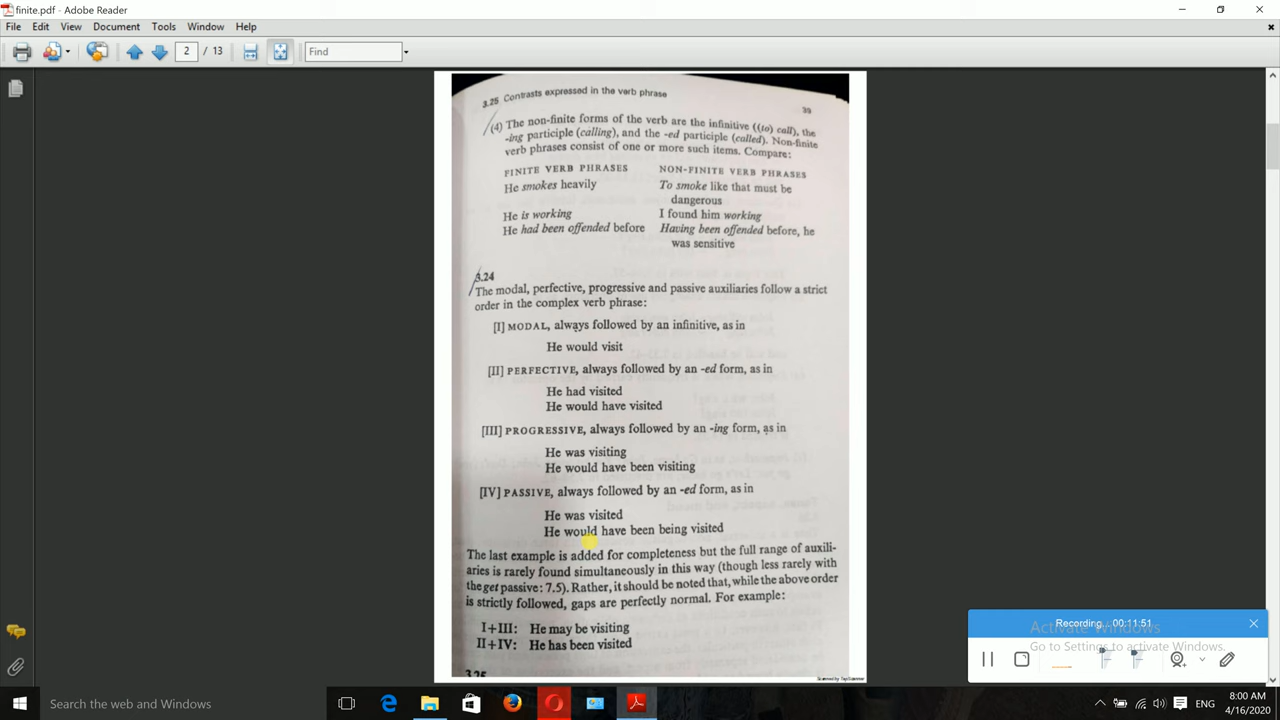 finite.pdf - Adobe Reader
File Edit View Document Tools Window Help
2 / 13 Find
3.25 Contrasts expressed in the verb phrase 39
(4) The non-finite forms of the verb are the infinitive ((to) call), the
-ing participle (calling), and the -ed participle (called). Non-finite
verb phrases consist of one or more such items. Compare:
FINITE VERB PHRASES NON-FINITE VERB PHRASES
He smokes heavily To smoke like that must be
dangerous
He is working I found him working
He had been offended before Having been offended before, he
was sensitive
3.24
The modal, perfective, progressive and passive auxiliaries follow a strict
order in the complex verb phrase:
[I] MODAL, always followed by an infinitive, as in
He would visit
[II] PERFECTIVE, always followed by an -ed form, as in
He had visited
He would have visited
[III] PROGRESSIVE, always followed by an -ing form, as in
He was visiting
He would have been visiting
[IV] PASSIVE, always followed by an -ed form, as in
He was visited
He would have been being visited
The last example is added for completeness but the full range of auxili-
aries is rarely found simultaneously in this way (though less rarely with
the get passive: 7.5). Rather, it should be noted that, while the above order
is strictly followed, gaps are perfectly normal. For example:
I+III: He may be visiting
II+IV: He has been visited
3.25
Scanned by TapScanner
Recording... 00:11:51
Activate Windows
Go to Settings to activate Windows.
Search the web and Windows
ENG
8:00 AM
4/16/2020